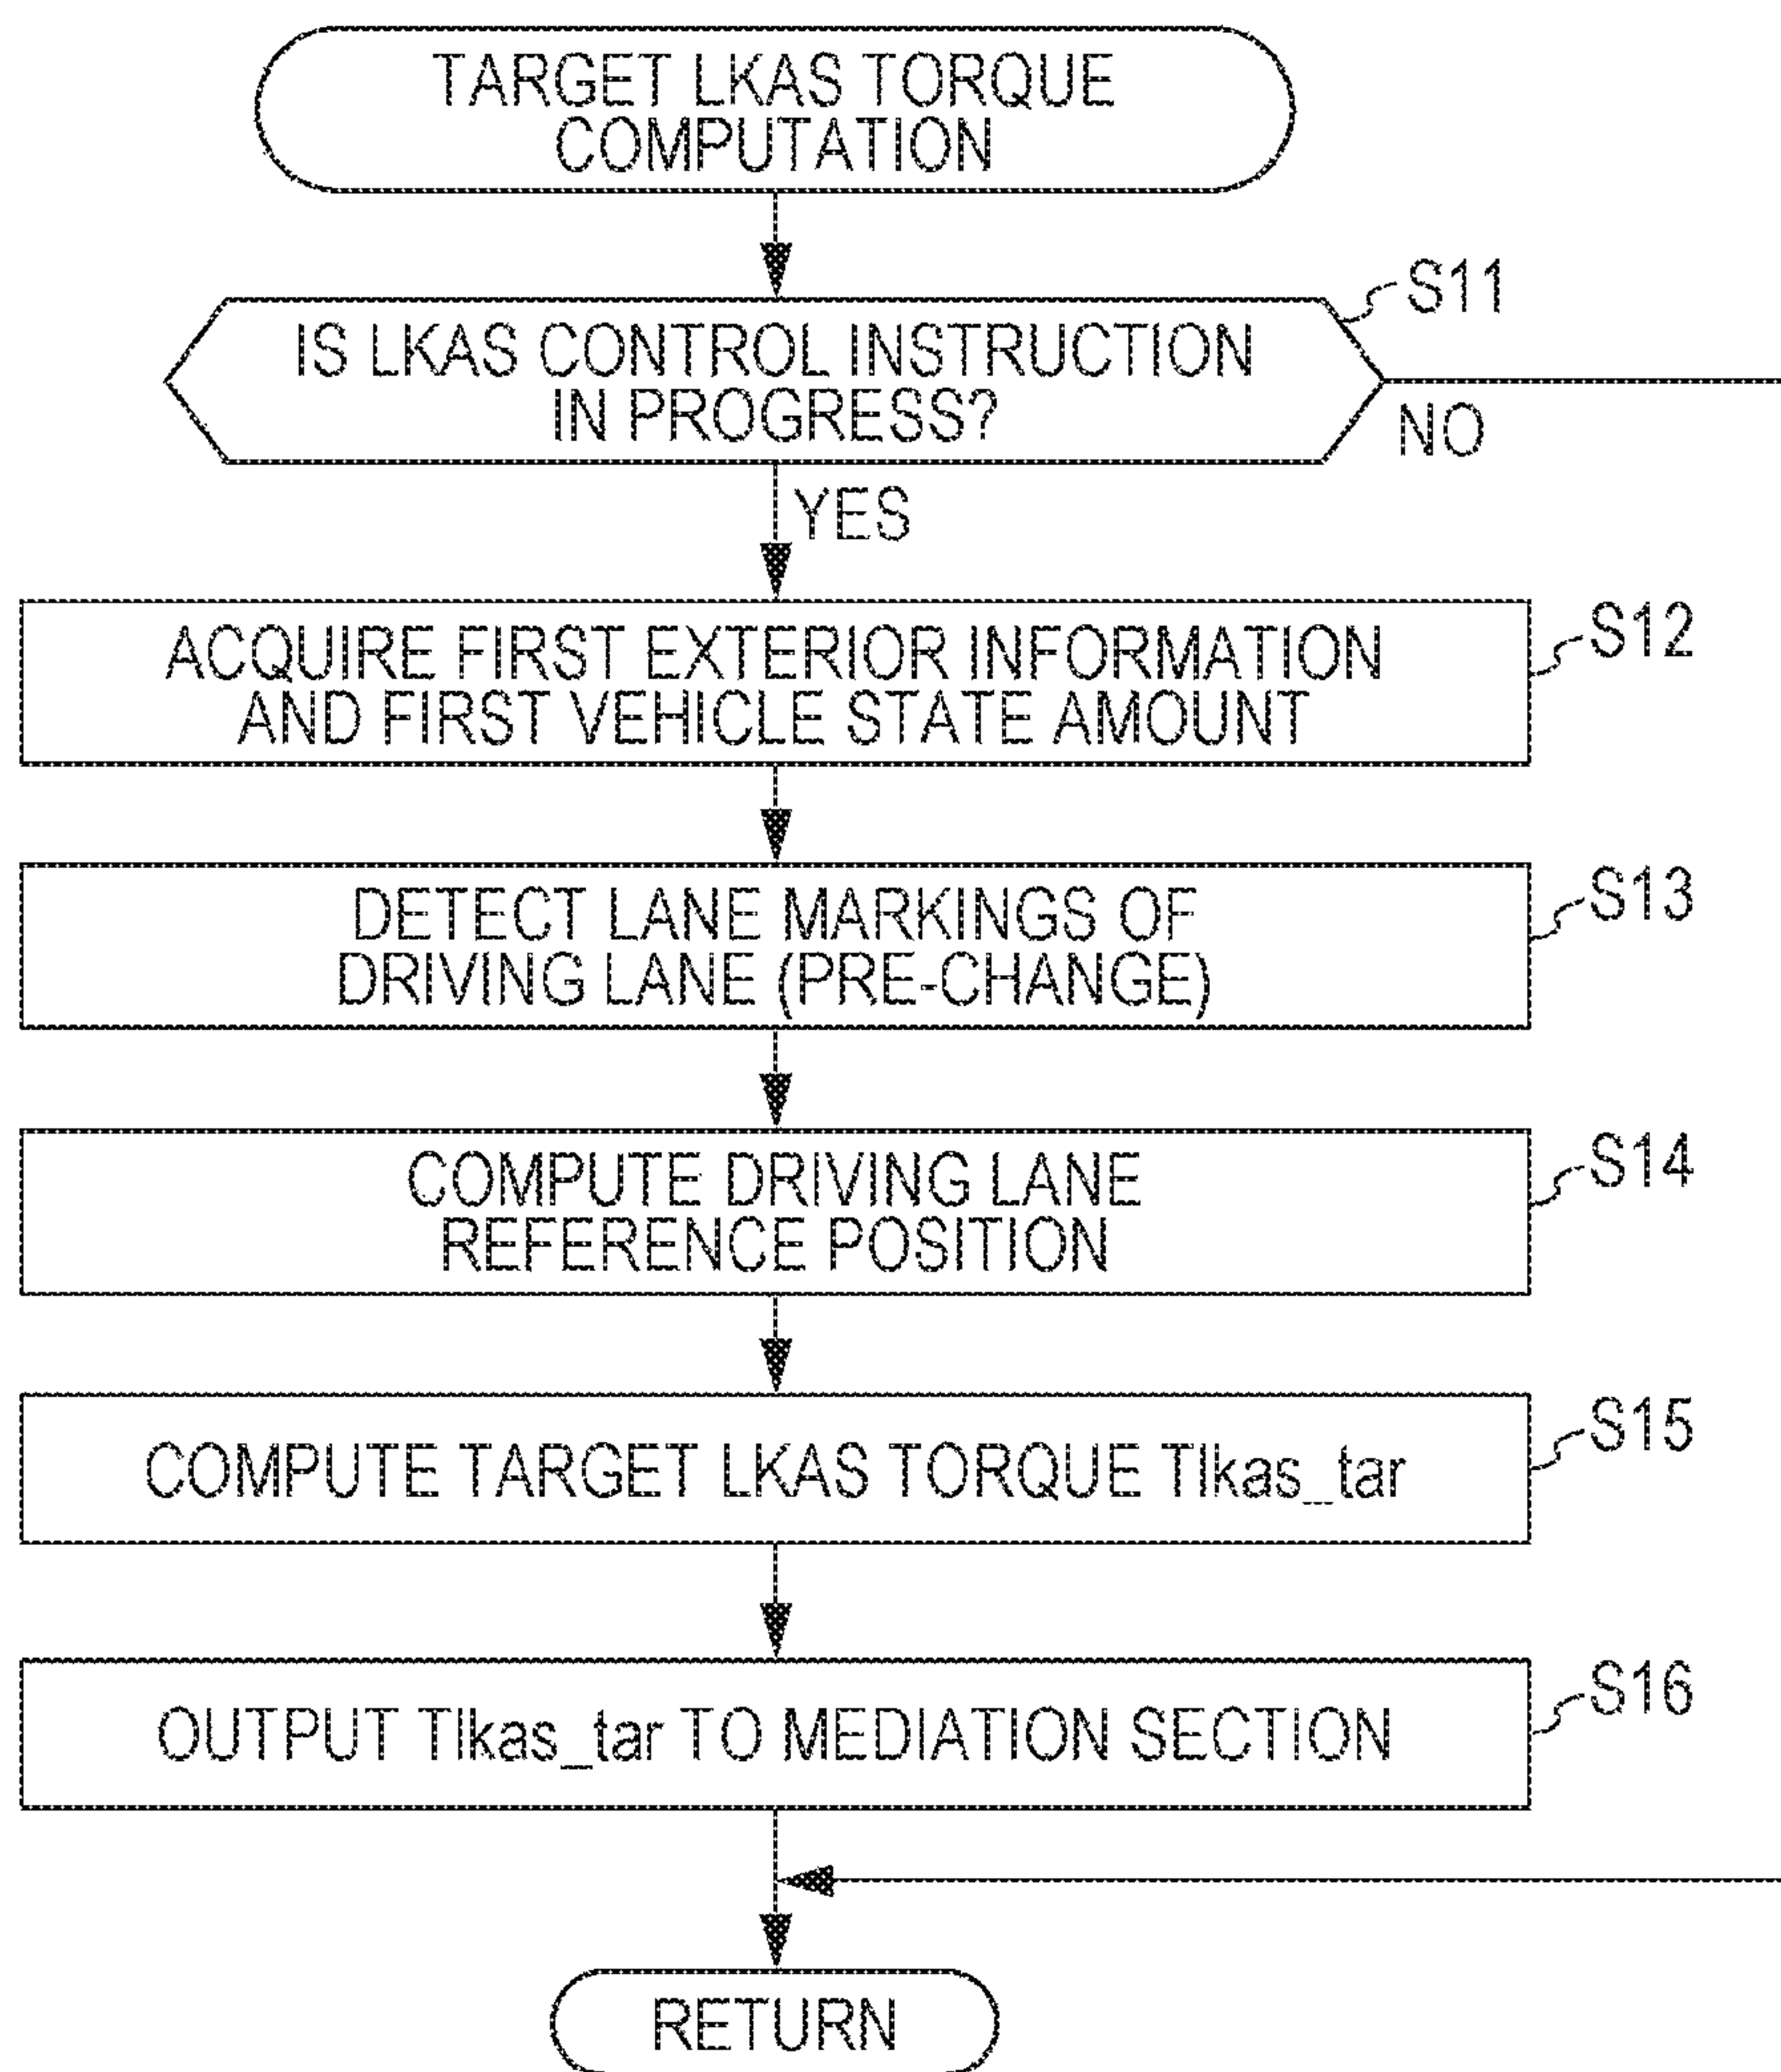 TARGET LKAS TORQUE
COMPUTATION
S11
IS LKAS CONTROL INSTRUCTION
IN PROGRESS?
NO
YES
S12
ACQUIRE FIRST EXTERIOR INFORMATION
AND FIRST VEHICLE STATE AMOUNT
S13
DETECT LANE MARKINGS OF
DRIVING LANE (PRE-CHANGE)
S14
COMPUTE DRIVING LANE
REFERENCE POSITION
S15
COMPUTE TARGET LKAS TORQUE Tlkas_tar
S16
OUTPUT Tlkas_tar TO MEDIATION SECTION
RETURN